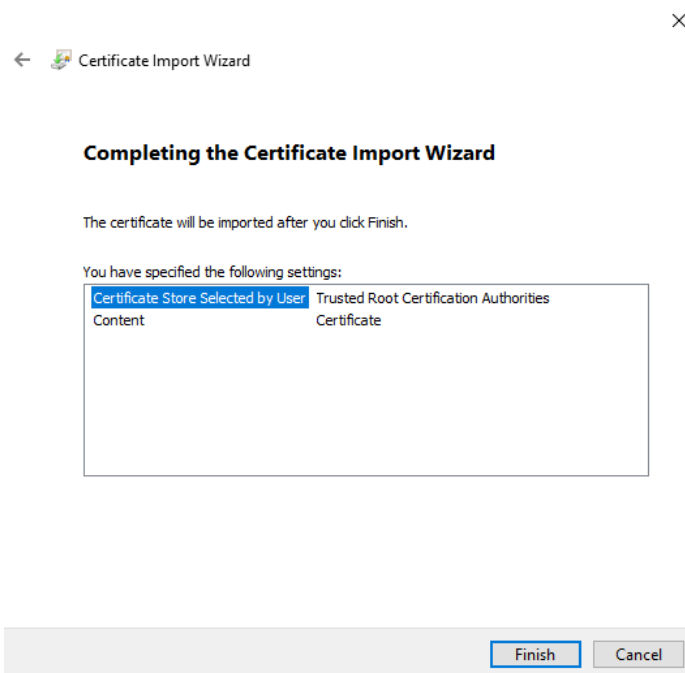 Certificate Import Wizard
Completing the Certificate Import Wizard
The certificate will be imported after you click Finish.
You have specified the following settings:
Certificate Store Selected by User Trusted Root Certification Authorities
Content Certificate
Finish Cancel